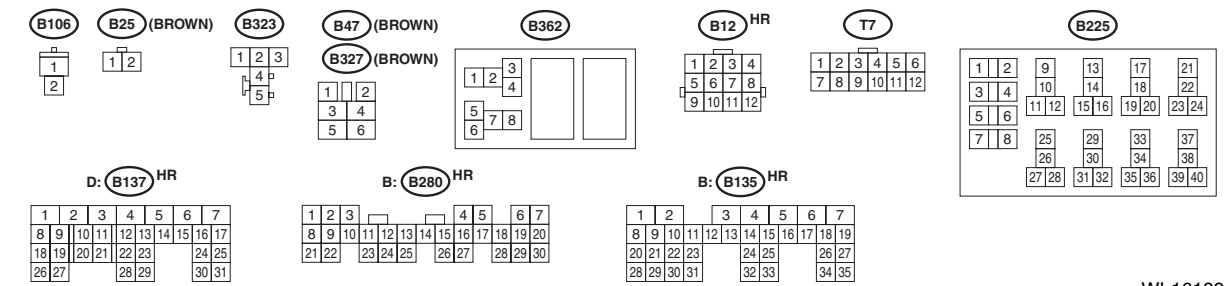 B106
1
2
B25 (BROWN)
1 2
B323
1 2 3
4
5
B47 (BROWN)
B327 (BROWN)
1 2
3 4
5 6
B362
1 2 3
4
5
6 7 8
B12 HR
1 2 3 4
5 6 7 8
9 10 11 12
T7
1 2 3 4 5 6
7 8 9 10 11 12
B225
1 2 9 13 17 21
3 4 10 14 18 22
11 12 15 16 19 20 23 24
5 6
7 8 25 29 33 37
26 30 34 38
27 28 31 32 35 36 39 40
D: B137 HR
1 2 3 4 5 6 7
8 9 10 11 12 13 14 15 16 17
18 19 20 21 22 23 24 25
26 27 28 29 30 31
B: B280 HR
1 2 3 4 5 6 7
8 9 10 11 12 13 14 15 16 17 18 19 20
21 22 23 24 25 26 27 28 29 30
B: B135 HR
1 2 3 4 5 6 7
8 9 10 11 12 13 14 15 16 17 18 19
20 21 22 23 24 25 26 27
28 29 30 31 32 33 34 35